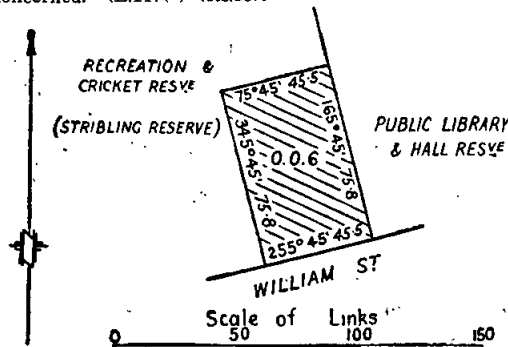 RECREATION &
CRICKET RESVE
(STRIBLING RESERVE)
75° 45' 45.5
165° 45' 75.8
345° 45' 75.8
0.0.6
PUBLIC LIBRARY
& HALL RESVE
255° 45' 45.5
WILLIAM ST
Scale of Links
0 50 100 150